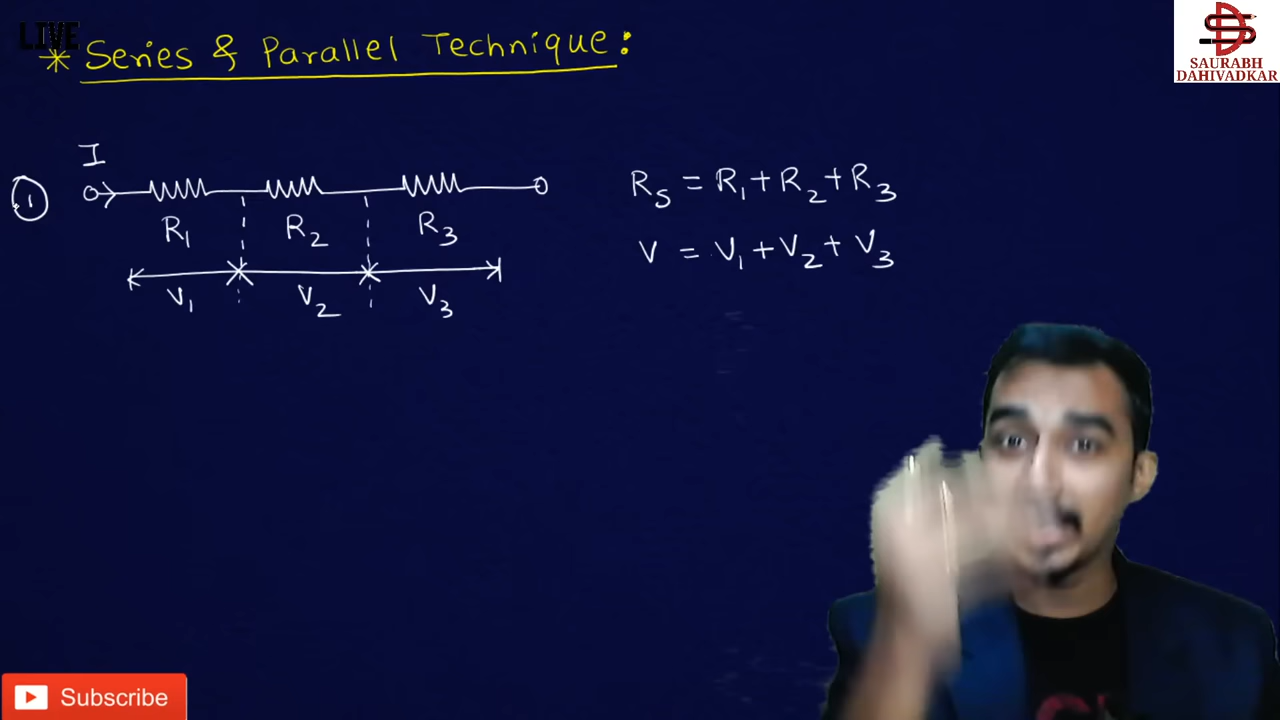 LIVE
* Series & Parallel Technique:
SAURABH
DAHIVADKAR
I
①
R₁ R₂ R₃
V₁ V₂ V₃
R_S = R₁ + R₂ + R₃
V = V₁ + V₂ + V₃
Subscribe